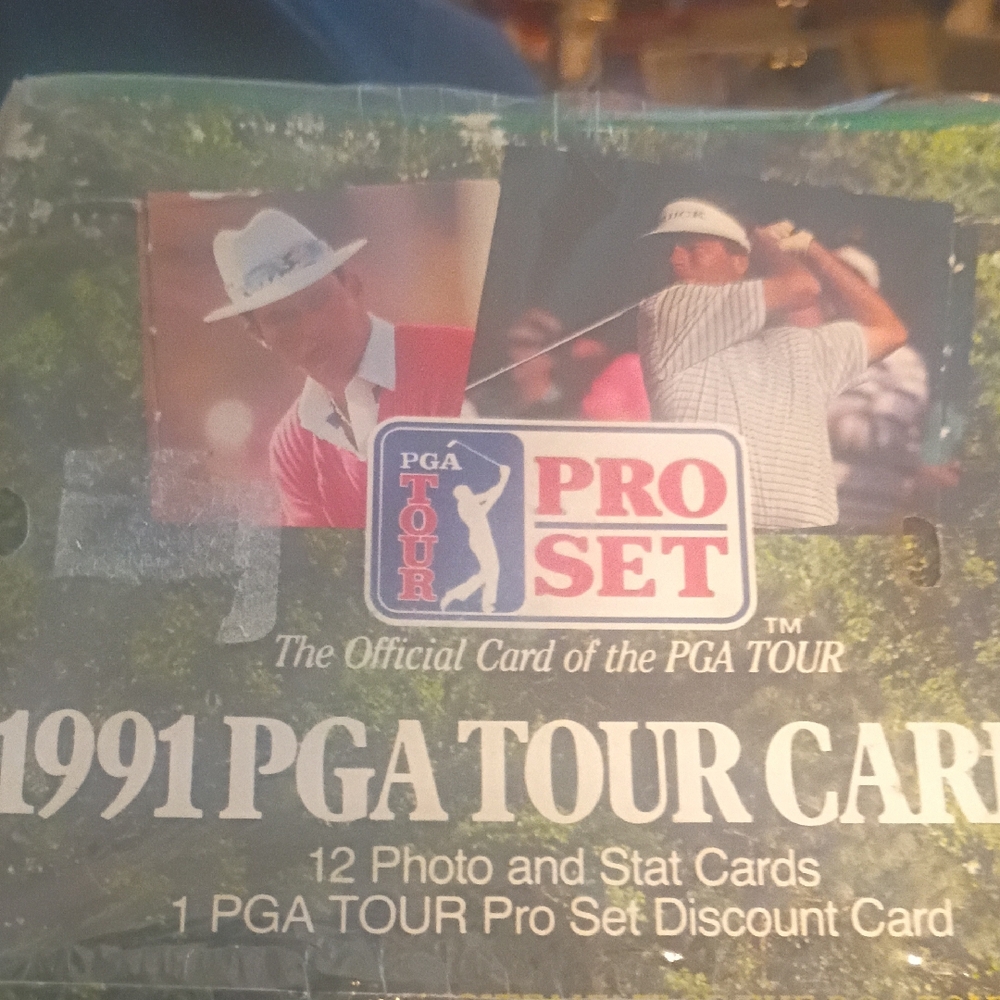 BUICK
PGA
TOUR
PRO
SET
TM
The Official Card of the PGA TOUR
1991 PGA TOUR CAR
12 Photo and Stat Cards
1 PGA TOUR Pro Set Discount Card